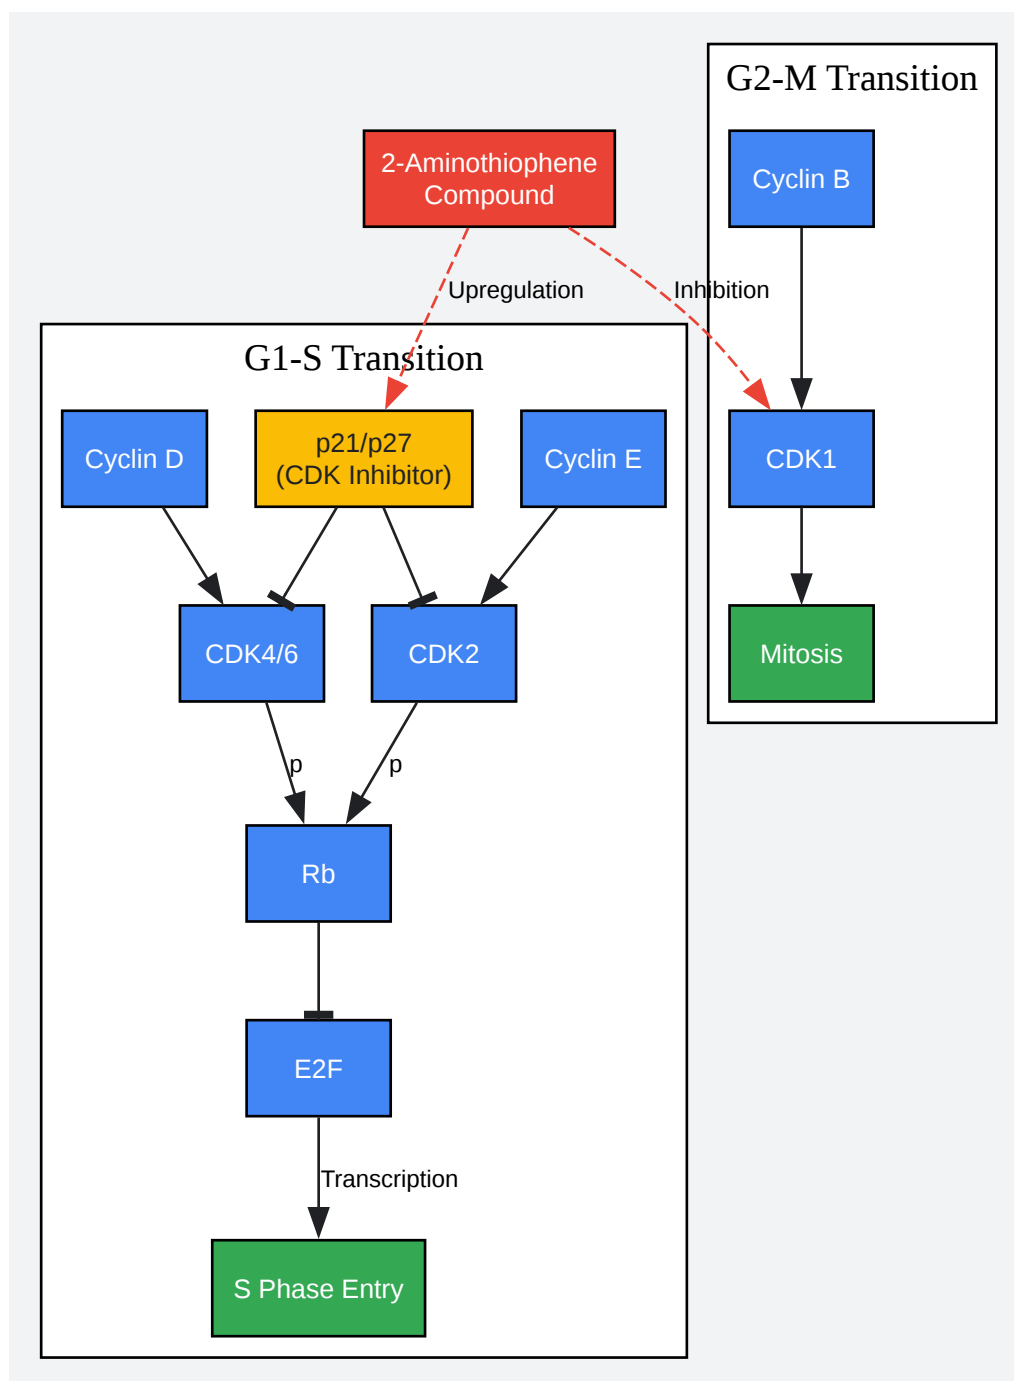 G2-M Transition
2-Aminothiophene
Compound
Cyclin B
Upregulation
Inhibition
G1-S Transition
Cyclin D
p21/p27
(CDK Inhibitor)
Cyclin E
CDK1
CDK4/6
CDK2
Mitosis
p
p
Rb
E2F
Transcription
S Phase Entry